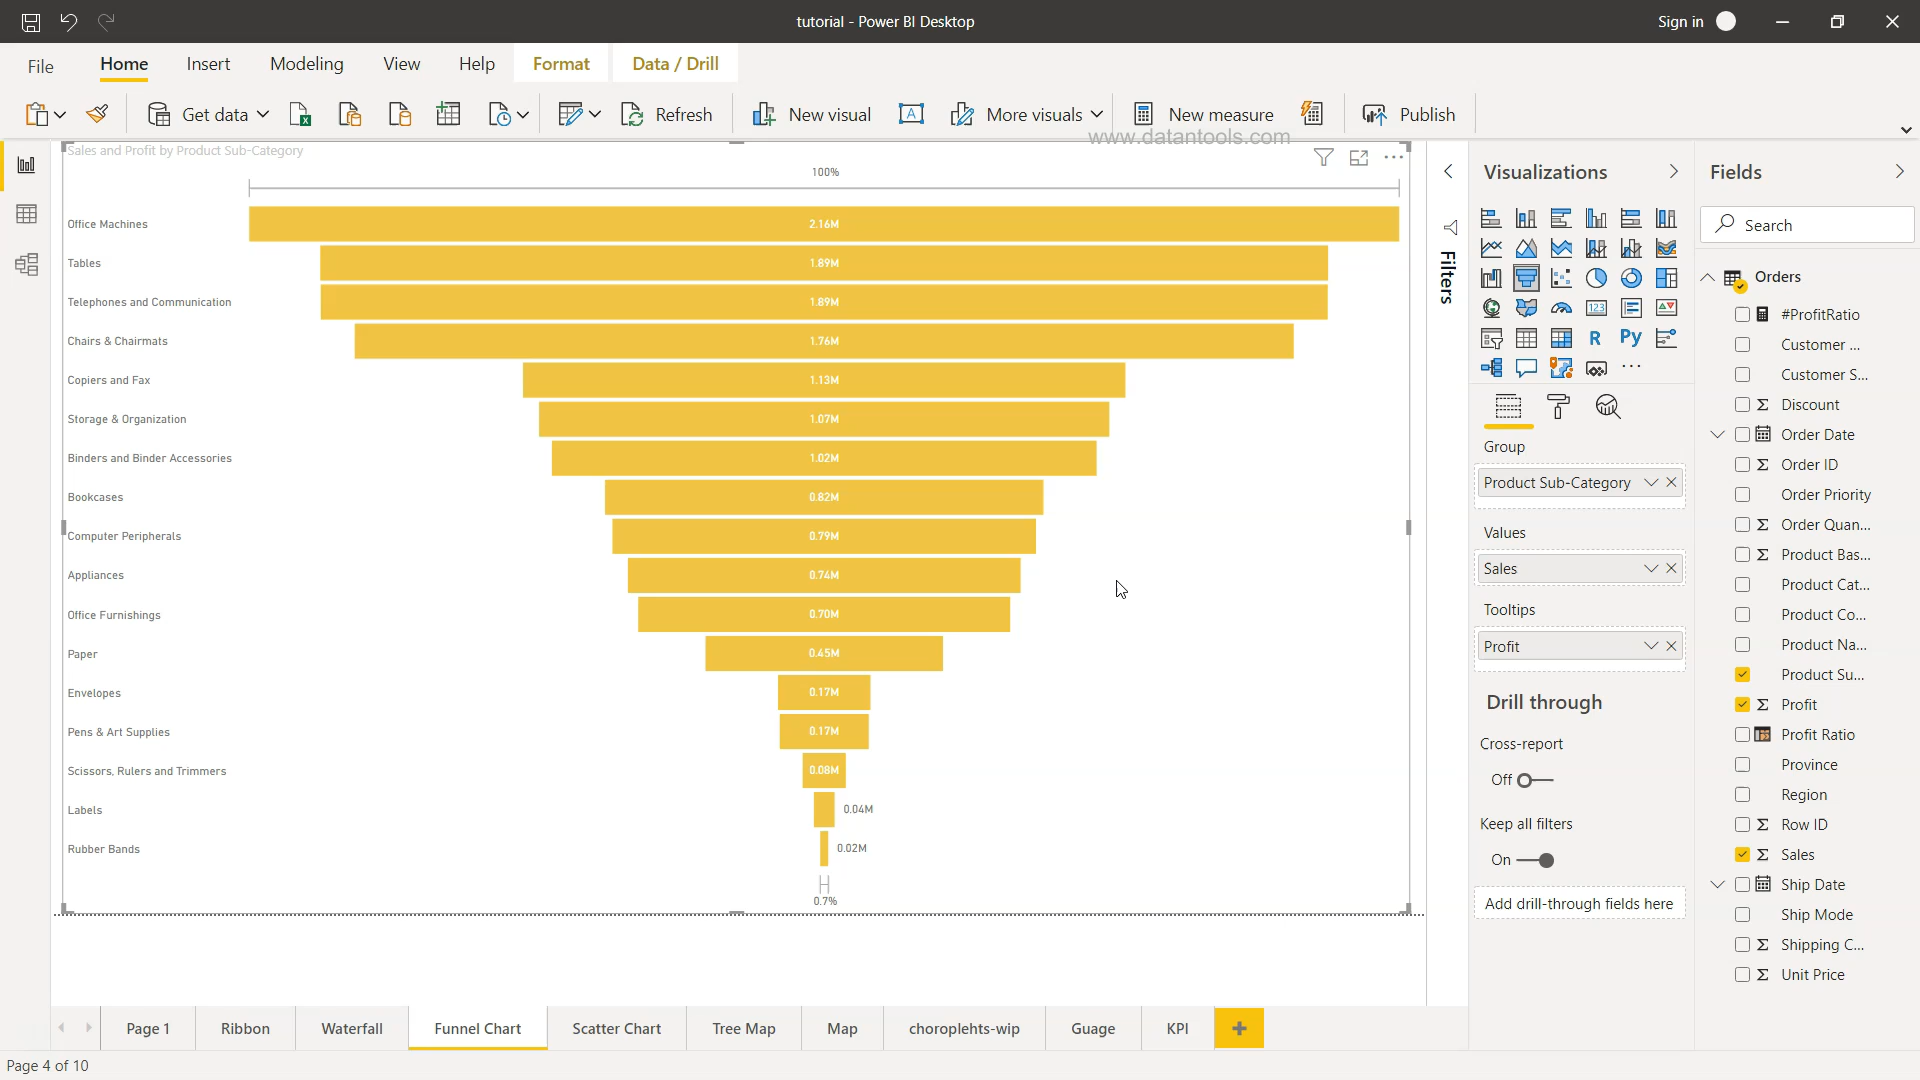 tutorial - Power BI Desktop
Sign in
File
Home
Insert
Modeling
View
Help
Format
Data / Drill
Get data
Refresh
New visual
More visuals
New measure
Publish
www.datantools.com
Sales and Profit by Product Sub-Category
100%
Office Machines
2.16M
Tables
1.89M
Telephones and Communication
1.89M
Chairs & Chairmats
1.76M
Copiers and Fax
1.13M
Storage & Organization
1.07M
Binders and Binder Accessories
1.02M
Bookcases
0.82M
Computer Peripherals
0.79M
Appliances
0.74M
Office Furnishings
0.70M
Paper
0.45M
Envelopes
0.17M
Pens & Art Supplies
0.17M
Scissors, Rulers and Trimmers
0.08M
Labels
0.04M
Rubber Bands
0.02M
0.7%
Filters
Visualizations
123
R
Py
Group
Product Sub-Category
Values
Sales
Tooltips
Profit
Drill through
Cross-report
Off
Keep all filters
On
Add drill-through fields here
Fields
Search
Orders
#ProfitRatio
Customer ...
Customer S...
Discount
Order Date
Order ID
Order Priority
Order Quan...
Product Bas...
Product Cat...
Product Co...
Product Na...
Product Su...
Profit
Profit Ratio
Province
Region
Row ID
Sales
Ship Date
Ship Mode
Shipping C...
Unit Price
Page 1
Ribbon
Waterfall
Funnel Chart
Scatter Chart
Tree Map
Map
choroplehts-wip
Guage
KPI
Page 4 of 10